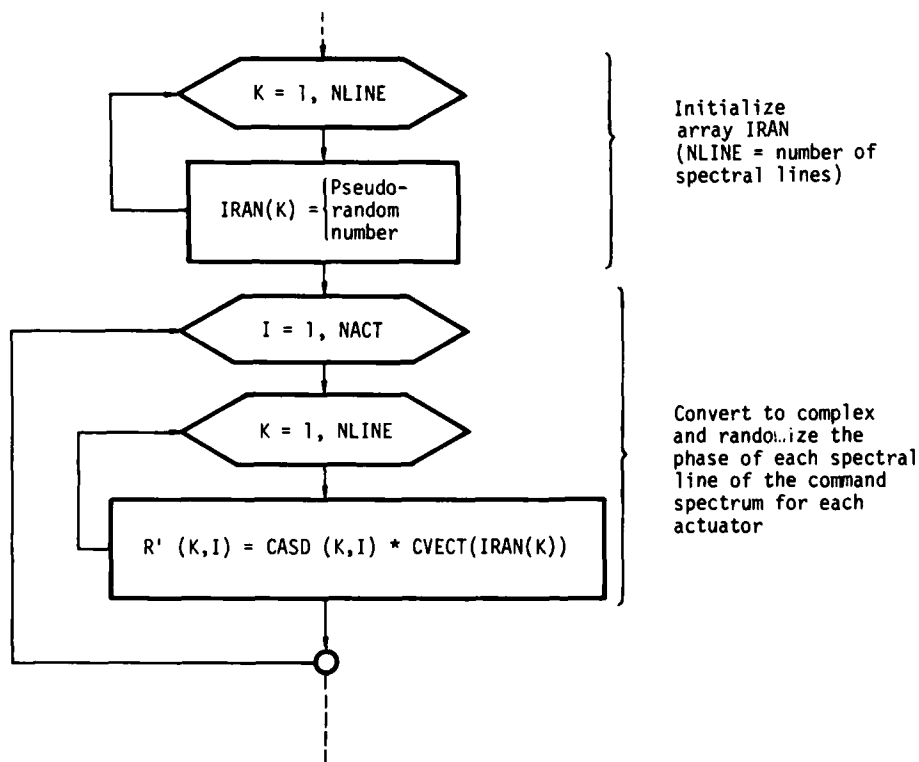 K = 1, NLINE
Initialize
array IRAN
(NLINE = number of
spectral lines)
IRAN(K) = Pseudo-
random
number
I = 1, NACT
K = 1, NLINE
Convert to complex
and the
phase of each spectral
line of the command
spectrum for each
actuator
R' (K,I) = CASD (K,I) * CVECT(IRAN(K))